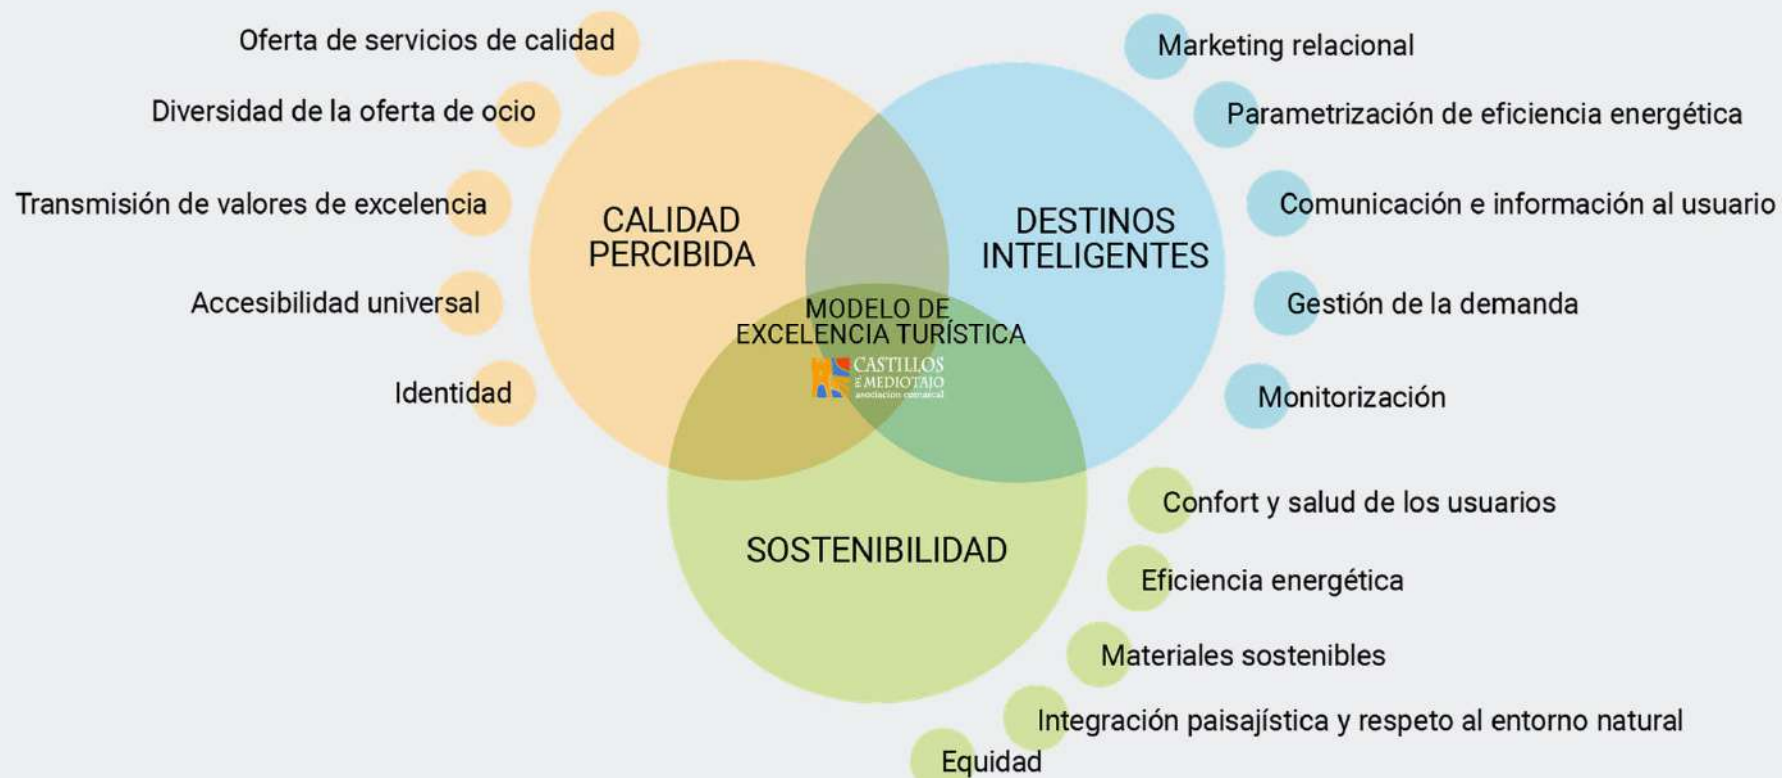 Oferta de servicios de calidad
Diversidad de la oferta de ocio
Transmisión de valores de excelencia
Accesibilidad universal
Identidad
CALIDAD
PERCIBIDA
DESTINOS
INTELIGENTES
Marketing relacional
Parametrización de eficiencia energética
Comunicación e información al usuario
Gestión de la demanda
Monitorización
MODELO DE
EXCELENCIA TURÍSTICA
CASTILLOS
MEDIOTAJO
asociación comarcal
SOSTENIBILIDAD
Confort y salud de los usuarios
Eficiencia energética
Materiales sostenibles
Integración paisajística y respeto al entorno natural
Equidad